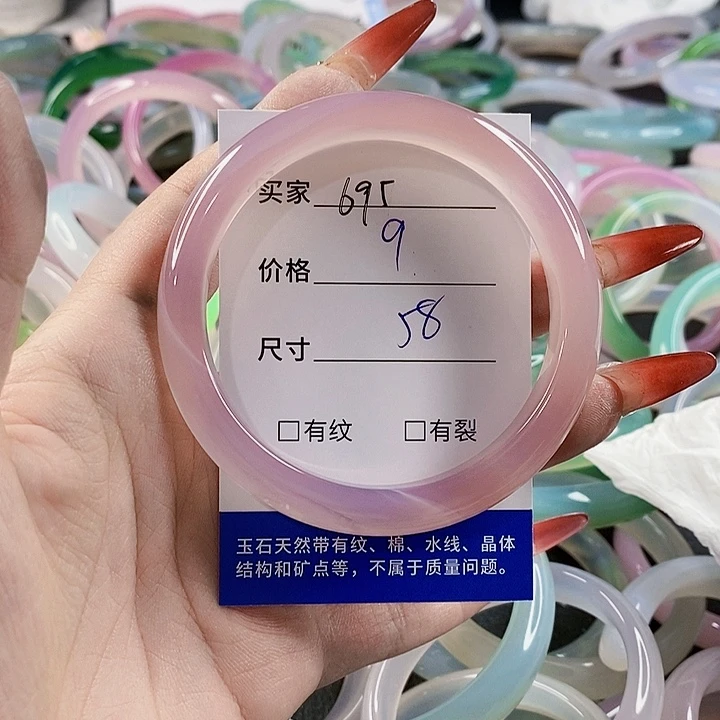 买家 695
价格 9
尺寸 58
□有纹 □有裂
玉石天然带有纹、棉、水线、晶体
结构和矿点等，不属于质量问题。